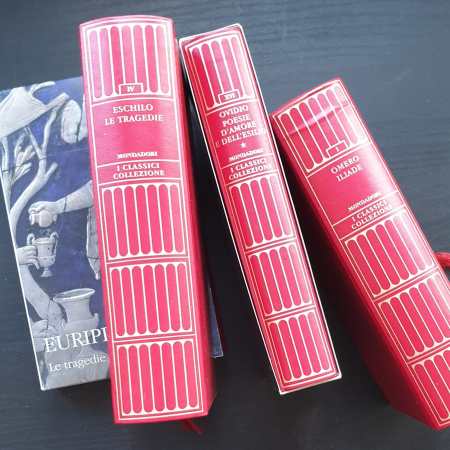 IV
ESCHILO
LE TRAGEDIE
MONDADORI
I CLASSICI
COLLEZIONE
XVI
OVIDIO
POESIE
D'AMORE
E DELL'ESILIO
*
MONDADORI
I CLASSICI
COLLEZIONE
OMERO
ILIADE
MONDADORI
I CLASSICI
COLLEZIONE
EURIPI
Le tragedie